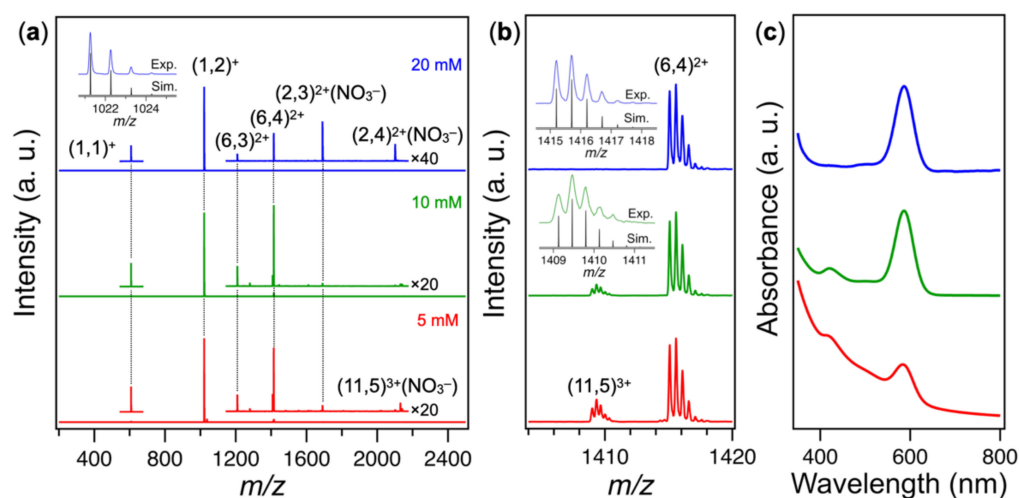 (a)
Intensity (a. u.)
Exp.
Sim.
1022 1024
m/z
20 mM
(1,2)⁺
(2,3)²⁺(NO₃⁻)
(1,1)⁺
(6,3)²⁺
(6,4)²⁺
(2,4)²⁺(NO₃⁻)
×40
10 mM
×20
5 mM
(11,5)³⁺(NO₃⁻)
×20
400 800 1200 1600 2000 2400
m/z
(b)
Intensity (a. u.)
(6,4)²⁺
Exp.
Sim.
1415 1416 1417 1418
m/z
Exp.
Sim.
1409 1410 1411
m/z
(11,5)³⁺
1410 1420
m/z
(c)
Absorbance (a. u.)
400 600 800
Wavelength (nm)